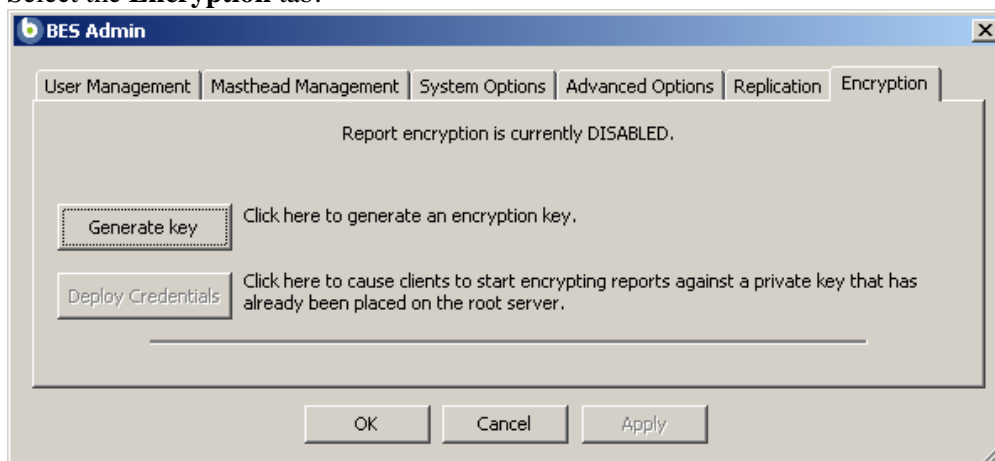 Select the Encryption tab:
BES Admin
User Management Masthead Management System Options Advanced Options Replication Encryption
Report encryption is currently DISABLED.
Generate key Click here to generate an encryption key.
Deploy Credentials Click here to cause clients to start encrypting reports against a private key that has
already been placed on the root server.
OK Cancel Apply